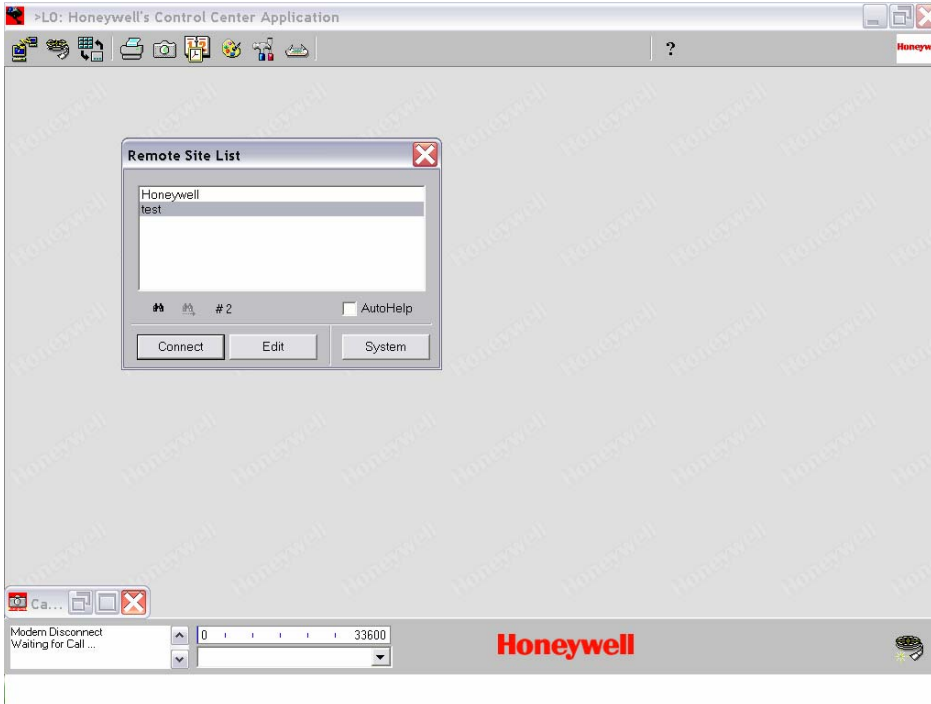 >LO: Honeywell's Control Center Application
?
Honeyw
Remote Site List
Honeywell
test
#2
AutoHelp
Connect
Edit
System
Ca...
Modem Disconnect
Waiting for Call ...
0
33600
Honeywell